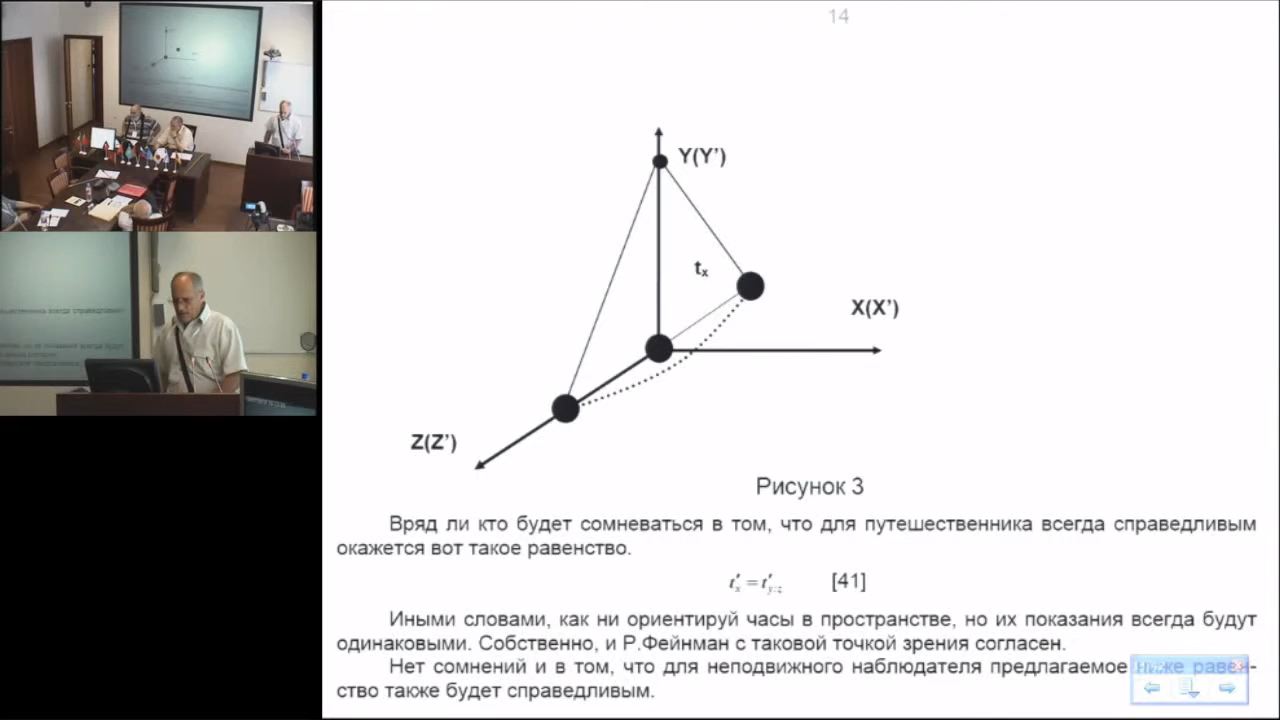 14
Y(Y’)
tₓ
X(X’)
Z(Z’)
Рисунок 3
Вряд ли кто будет сомневаться в том, что для путешественника всегда справедливым
окажется вот такое равенство.
t′ₓ = t′y:z [41]
Иными словами, как ни ориентируй часы в пространстве, но их показания всегда будут
одинаковыми. Собственно, и Р.Фейнман с таковой точкой зрения согласен.
Нет сомнений и в том, что для неподвижного наблюдателя предлагаемое ниже равен-
ство также будет справедливым.